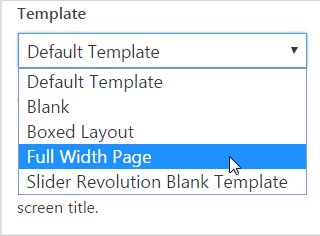 Template
Default Template
Default Template
Blank
Boxed Layout
Full Width Page
Slider Revolution Blank Template
screen title.